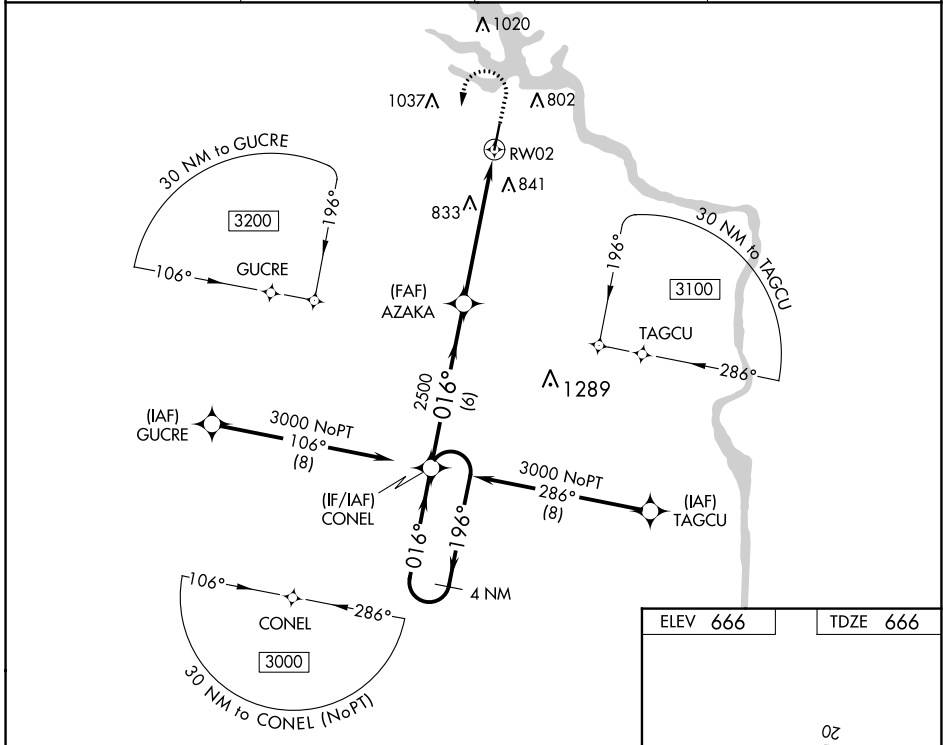 1020
1037
802
RW02
841
833
30 NM to GUCRE
3200
196°
106°
GUCRE
30 NM to TAGCU
3100
196°
TAGCU
286°
(FAF)
AZAKA
1289
2500
016°
(6)
(IAF)
GUCRE
3000 NoPT
106°
(8)
(IF/IAF)
CONEL
3000 NoPT
286°
(8)
(IAF)
TAGCU
016°
196°
4 NM
106°
286°
CONEL
3000
30 NM to CONEL (NoPT)
ELEV 666
TDZE 666
20